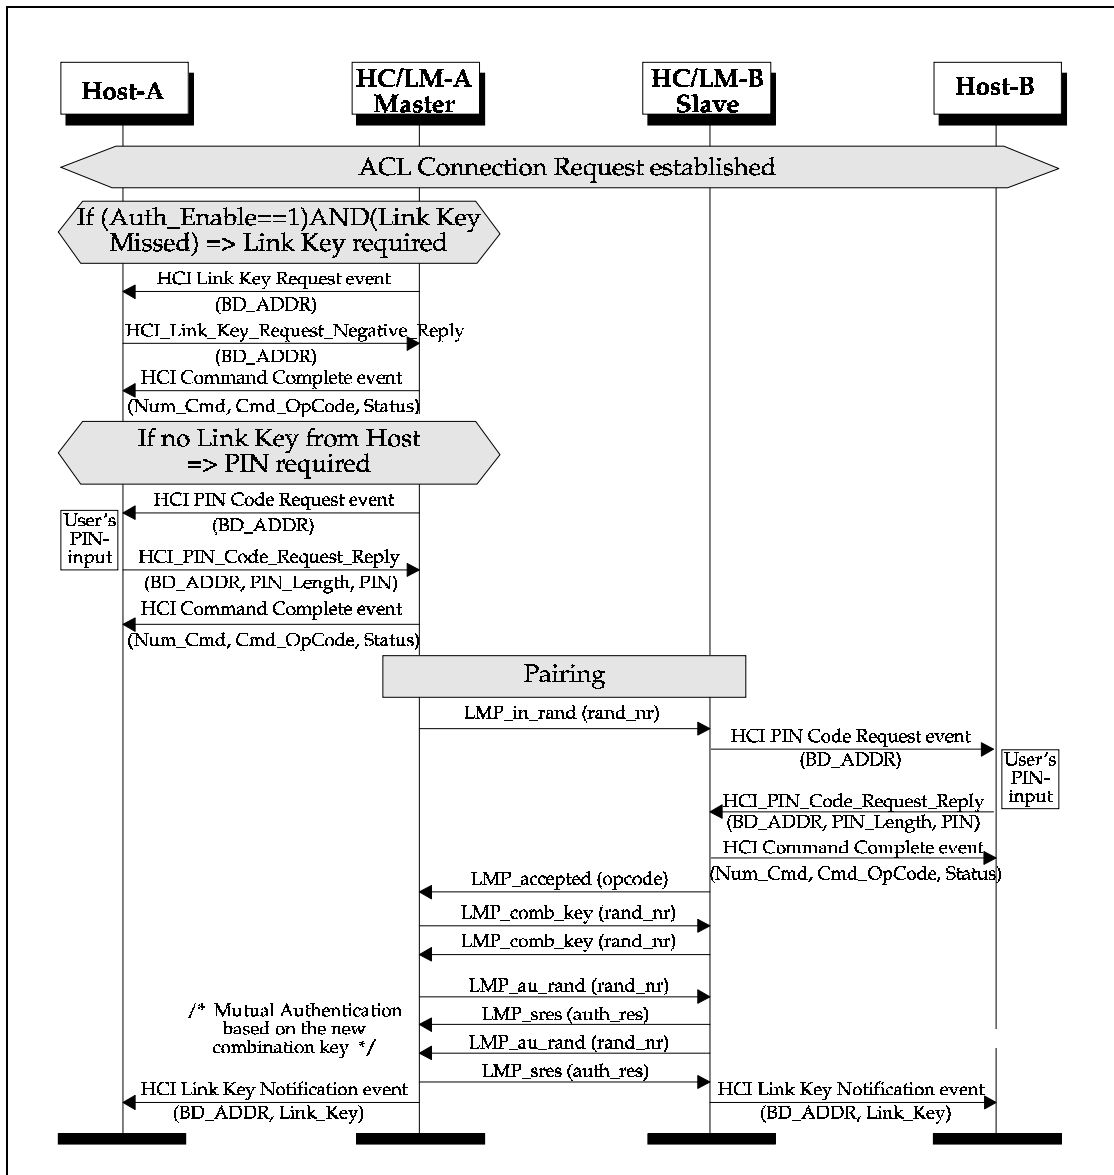 Host-A
HC/LM-A
Master
HC/LM-B
Slave
Host-B
ACL Connection Request established
If (Auth_Enable==1)AND(Link Key
Missed) => Link Key required
HCI Link Key Request event
(BD_ADDR)
HCI_Link_Key_Request_Negative_Reply
(BD_ADDR)
HCI Command Complete event
(Num_Cmd, Cmd_OpCode, Status)
If no Link Key from Host
=> PIN required
HCI PIN Code Request event
(BD_ADDR)
User's
PIN-
input
HCI_PIN_Code_Request_Reply
(BD_ADDR, PIN_Length, PIN)
HCI Command Complete event
(Num_Cmd, Cmd_OpCode, Status)
Pairing
LMP_in_rand (rand_nr)
HCI PIN Code Request event
(BD_ADDR)
User's
PIN-
input
HCI_PIN_Code_Request_Reply
(BD_ADDR, PIN_Length, PIN)
HCI Command Complete event
(Num_Cmd, Cmd_OpCode, Status)
LMP_accepted (opcode)
LMP_comb_key (rand_nr)
LMP_comb_key (rand_nr)
LMP_au_rand (rand_nr)
/* Mutual Authentication
based on the new
combination key */
LMP_sres (auth_res)
LMP_au_rand (rand_nr)
LMP_sres (auth_res)
HCI Link Key Notification event
(BD_ADDR, Link_Key)
HCI Link Key Notification event
(BD_ADDR, Link_Key)